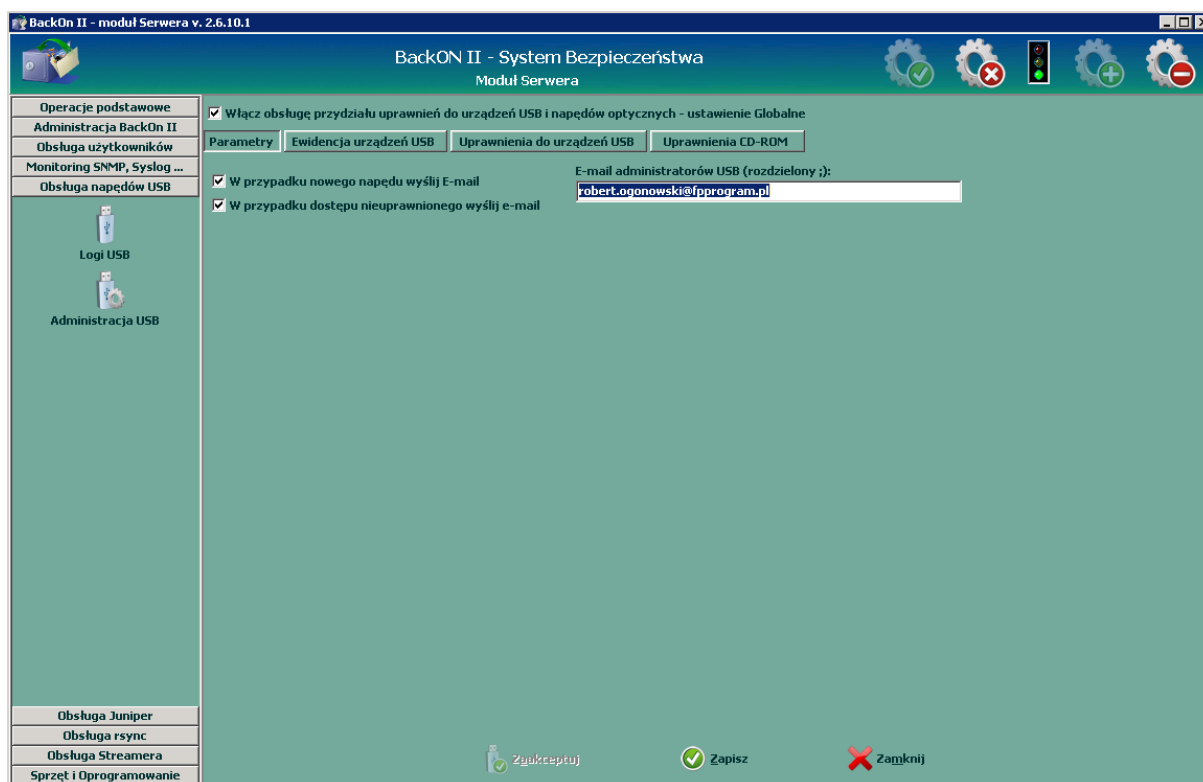 BackOn II - moduł Serwera v. 2.6.10.1
BackON II - System Bezpieczeństwa
Moduł Serwera
Operacje podstawowe
Administracja BackOn II
Obsługa użytkowników
Monitoring SNMP, Syslog ...
Obsługa napędów USB
Logi USB
Administracja USB
Obsługa Juniper
Obsługa rsync
Obsługa Streamera
Sprzęt i Oprogramowanie
Włącz obsługę przydziału uprawnień do urządzeń USB i napędów optycznych - ustawienie Globalne
Parametry Ewidencja urządzeń USB Uprawnienia do urządzeń USB Uprawnienia CD-ROM
W przypadku nowego napędu wyślij E-mail
W przypadku dostępu nieuprawnionego wyślij e-mail
E-mail administratorów USB (rozdzielony ;):
robert.ogonowski@fpprogram.pl
Zaakceptuj Zapisz Zamknij